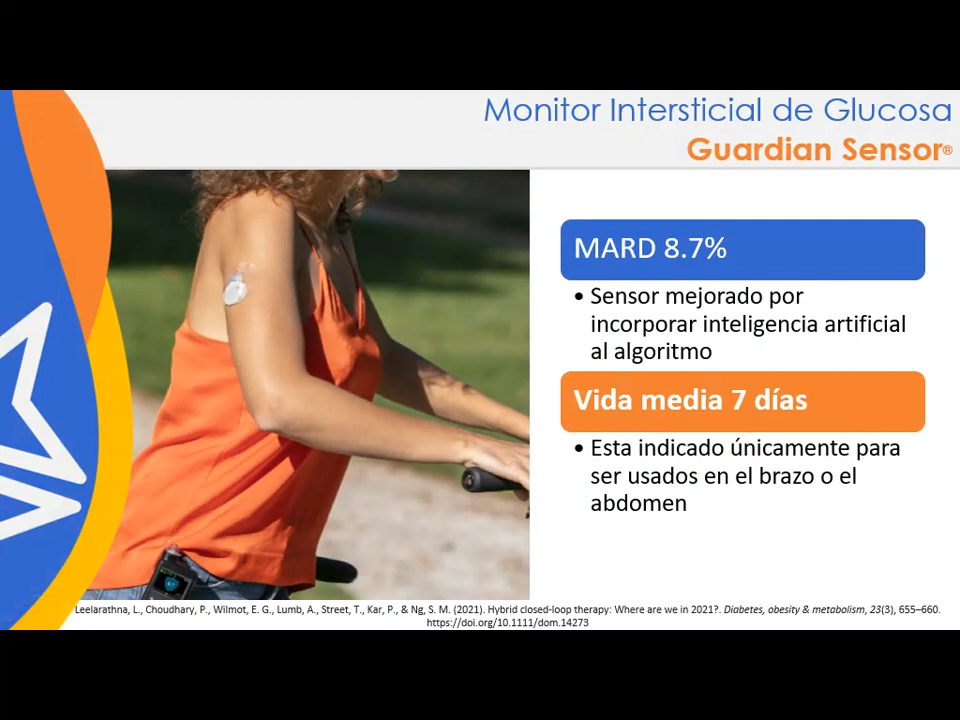 Monitor Intersticial de Glucosa
Guardian Sensor®
MARD 8.7%
• Sensor mejorado por
incorporar inteligencia artificial
al algoritmo
Vida media 7 días
• Esta indicado únicamente para
ser usados en el brazo o el
abdomen
Leelarathna, L., Choudhary, P., Wilmot, E. G., Lumb, A., Street, T., Kar, P., & Ng, S. M. (2021). Hybrid closed-loop therapy: Where are we in 2021?. Diabetes, obesity & metabolism, 23(3), 655–660.
https://doi.org/10.1111/dom.14273